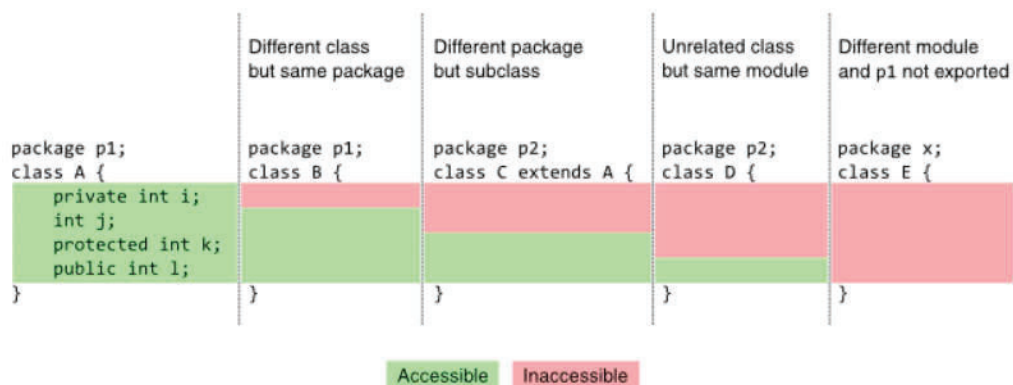 Different class
but same package
Different package
but subclass
Unrelated class
but same module
Different module
and p1 not exported
package p1;
class A {
private int i;
int j;
protected int k;
public int l;
}
package p1;
class B {
}
package p2;
class C extends A {
}
package p2;
class D {
}
package x;
class E {
}
Accessible
Inaccessible